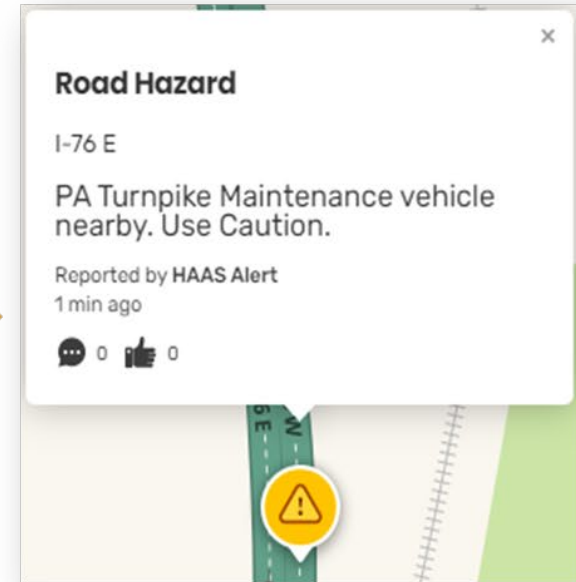 ×
Road Hazard
I-76 E
PA Turnpike Maintenance vehicle
nearby. Use Caution.
Reported by HAAS Alert
1 min ago
0 0
6 E
W